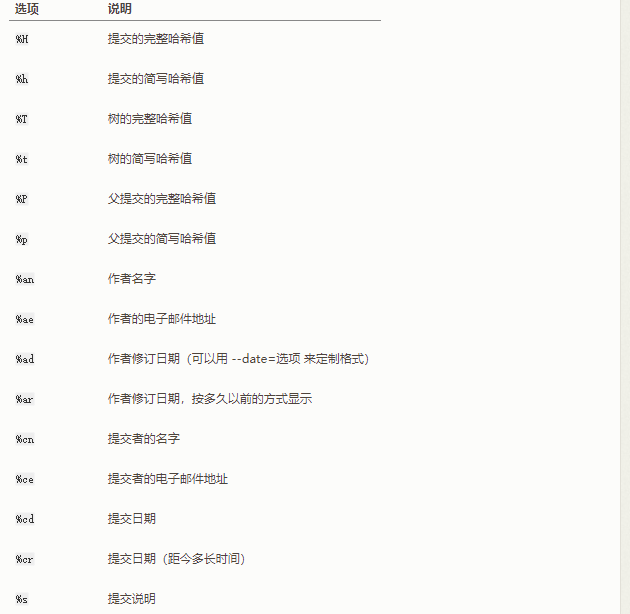 选项 说明
%H 提交的完整哈希值
%h 提交的简写哈希值
%T 树的完整哈希值
%t 树的简写哈希值
%P 父提交的完整哈希值
%p 父提交的简写哈希值
%an 作者名字
%ae 作者的电子邮件地址
%ad 作者修订日期（可以用 --date=选项 来定制格式）
%ar 作者修订日期，按多久以前的方式显示
%cn 提交者的名字
%ce 提交者的电子邮件地址
%cd 提交日期
%cr 提交日期（距今多长时间）
%s 提交说明